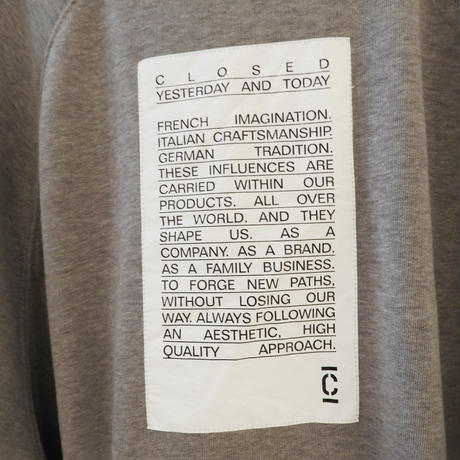 CLOSED
YESTERDAY AND TODAY
FRENCH IMAGINATION.
ITALIAN CRAFTSMANSHIP.
GERMAN TRADITION.
THESE INFLUENCES ARE
CARRIED WITHIN OUR
PRODUCTS. ALL OVER
THE WORLD. AND THEY
SHAPE US. AS A
COMPANY. AS A BRAND.
AS A FAMILY BUSINESS.
TO FORGE NEW PATHS,
WITHOUT LOSING OUR
WAY. ALWAYS FOLLOWING
AN AESTHETIC, HIGH
QUALITY APPROACH.
C